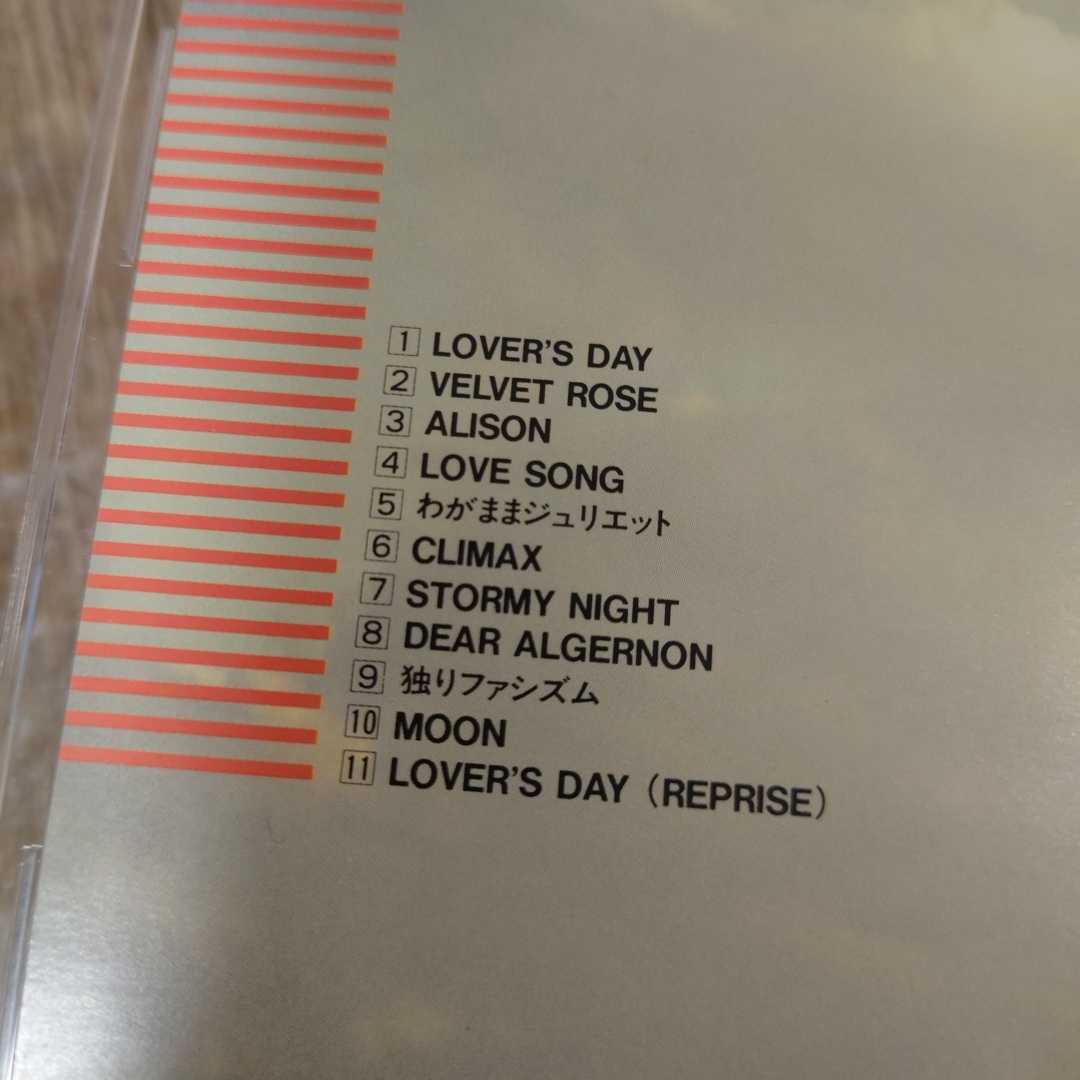 1 LOVER'S DAY
2 VELVET ROSE
3 ALISON
4 LOVE SONG
5 わがままジュリエット
6 CLIMAX
7 STORMY NIGHT
8 DEAR ALGERNON
9 独りファシズム
10 MOON
11 LOVER'S DAY (REPRISE)